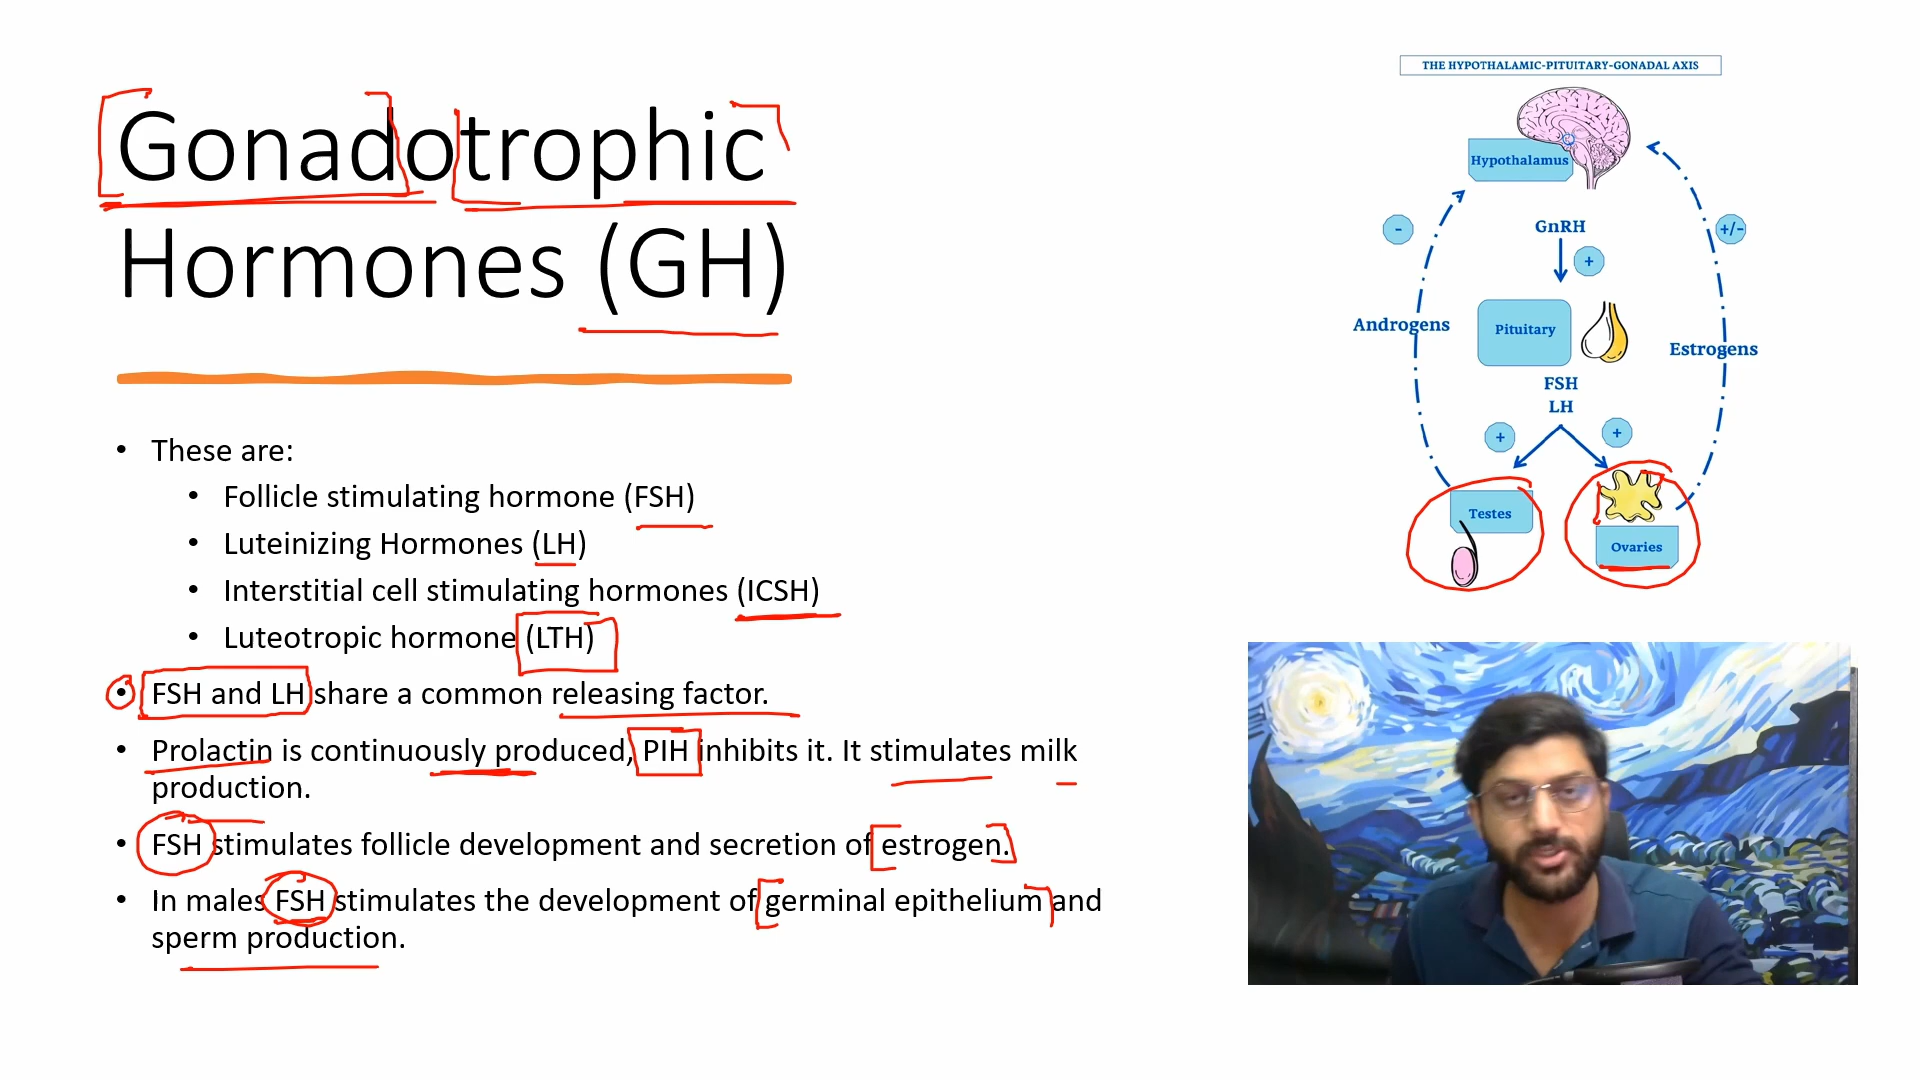 Gonadotrophic
Hormones (GH)
• These are:
• Follicle stimulating hormone (FSH)
• Luteinizing Hormones (LH)
• Interstitial cell stimulating hormones (ICSH)
• Luteotropic hormone (LTH)
• FSH and LH share a common releasing factor.
• Prolactin is continuously produced, PIH inhibits it. It stimulates milk
production.
• FSH stimulates follicle development and secretion of estrogen.
• In males FSH stimulates the development of germinal epithelium and
sperm production.
THE HYPOTHALAMIC-PITUITARY-GONADAL AXIS
Hypothalamus
GnRH
-
+/-
+
Androgens
Pituitary
Estrogens
FSH
LH
+
+
Testes
Ovaries